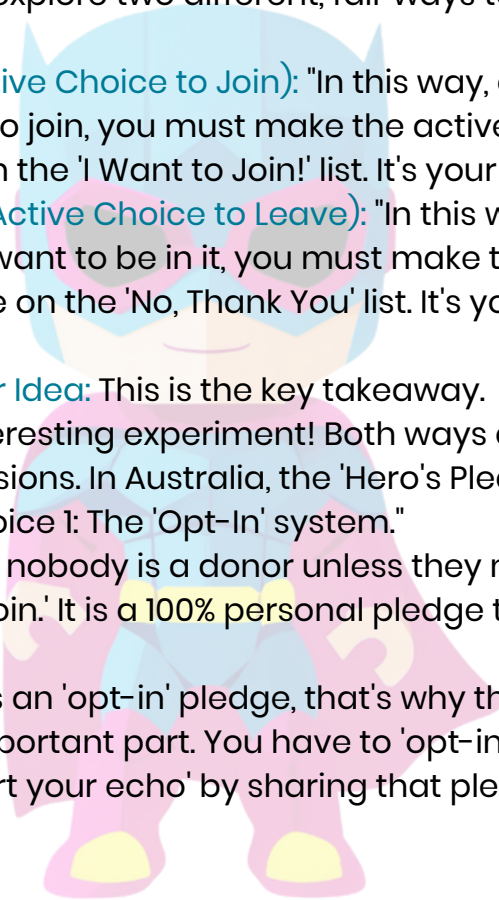 explore two different, fair ways t
ive Choice to Join): "In this way,
o join, you must make the active
n the 'I Want to Join!' list. It's your
Active Choice to Leave): "In this w
want to be in it, you must make t
e on the 'No, Thank You' list. It's yo
r Idea: This is the key takeaway.
eresting experiment! Both ways
sions. In Australia, the 'Hero's Plec
oice 1: The 'Opt-In' system."
nobody is a donor unless they n
oin.' It is a 100% personal pledge t
s an 'opt-in' pledge, that's why th
portant part. You have to 'opt-in
rt your echo' by sharing that ple